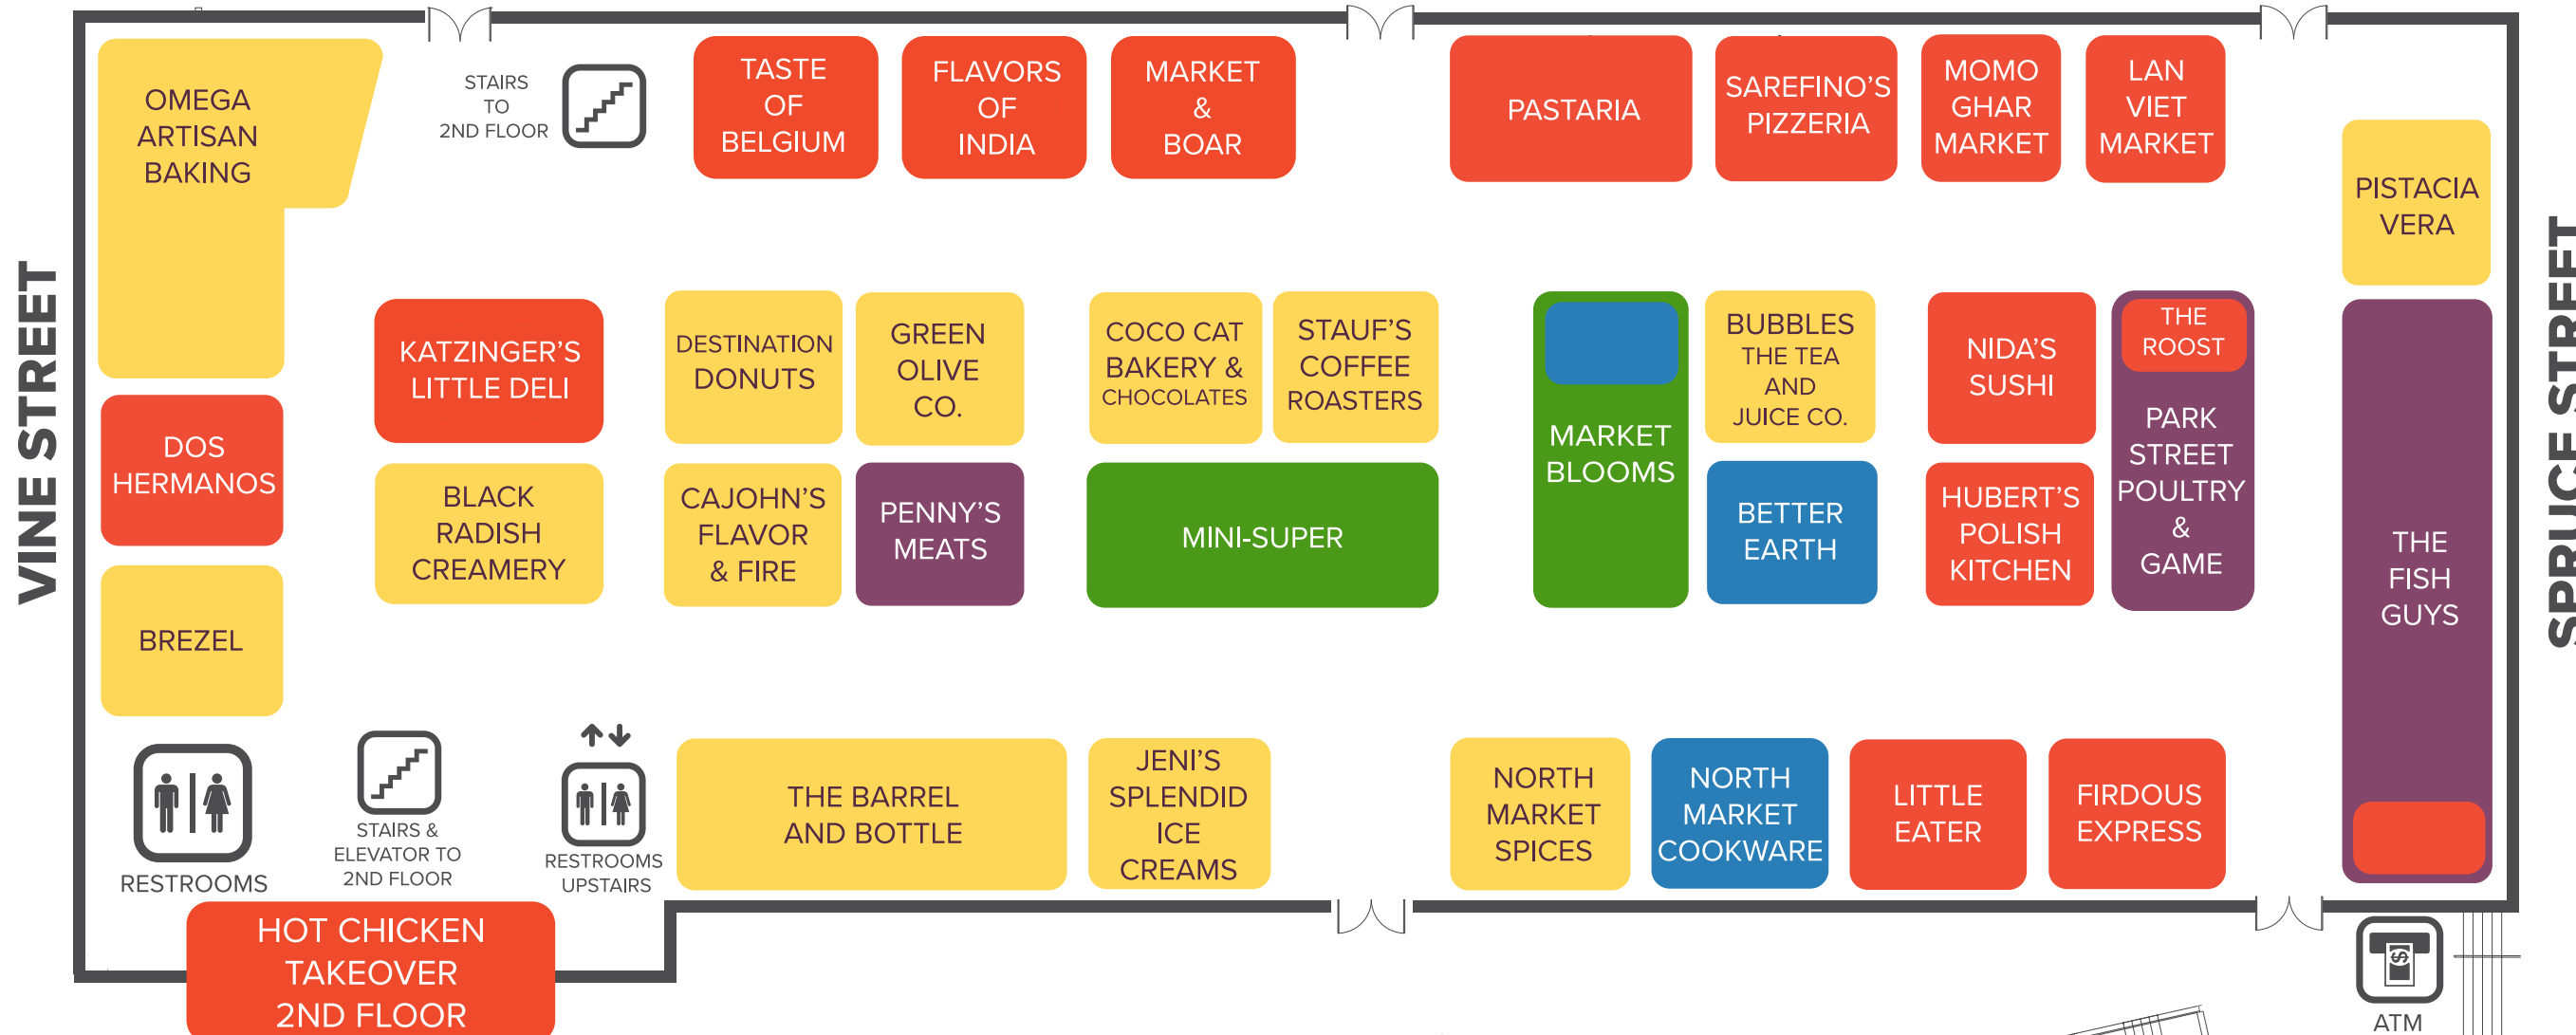 VINE STREET
OMEGA
ARTISAN
BAKING
STAIRS
TO
2ND FLOOR
TASTE
OF
BELGIUM
FLAVORS
OF
INDIA
MARKET
&
BOAR
PASTARIA
SAREFINO'S
PIZZERIA
MOMO
GHAR
MARKET
LAN
VIET
MARKET
PISTACIA
VERA
SPRUCE STREET
DOS
HERMANOS
BREZEL
KATZINGER'S
LITTLE DELI
BLACK
RADISH
CREAMERY
DESTINATION
DONUTS
GREEN
OLIVE
CO.
CAJOHN'S
FLAVOR
& FIRE
PENNY'S
MEATS
COCO CAT
BAKERY &
CHOCOLATES
STAUF'S
COFFEE
ROASTERS
MINI-SUPER
MARKET
BLOOMS
BUBBLES
THE TEA
AND
JUICE CO.
BETTER
EARTH
NIDA'S
SUSHI
HUBERT'S
POLISH
KITCHEN
THE
ROOST
PARK
STREET
POULTRY
&
GAME
THE
FISH
GUYS
RESTROOMS
STAIRS &
ELEVATOR TO
2ND FLOOR
RESTROOMS
UPSTAIRS
THE BARREL
AND BOTTLE
JENI'S
SPLENDID
ICE
CREAMS
NORTH
MARKET
SPICES
NORTH
MARKET
COOKWARE
LITTLE
EATER
FIRDOUS
EXPRESS
HOT CHICKEN
TAKEOVER
2ND FLOOR
$
ATM